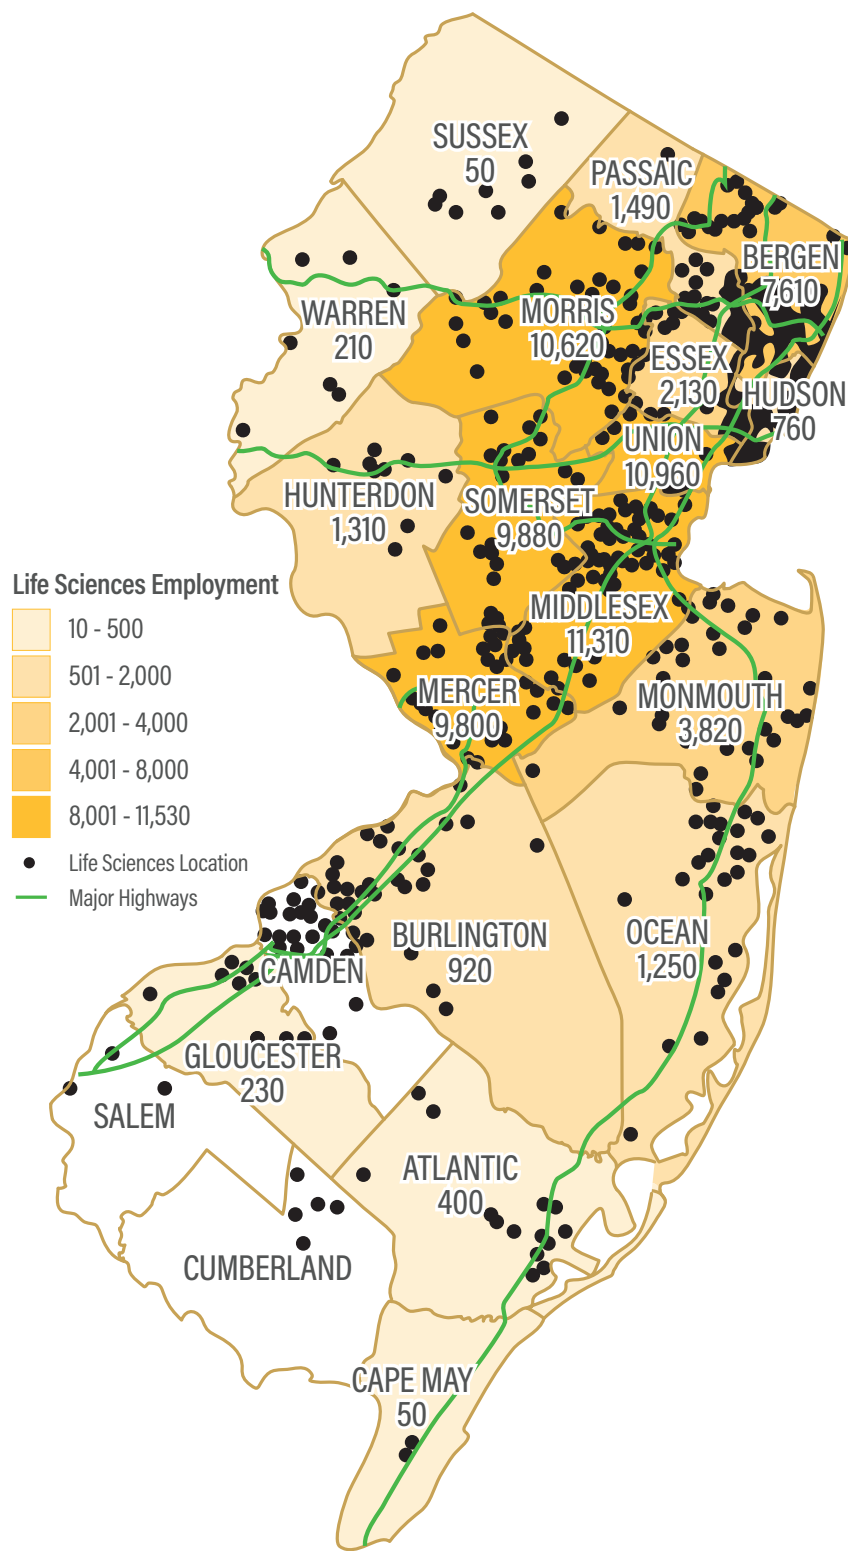 SUSSEX
50
PASSAIC
1,490
BERGEN
7,610
WARREN
210
MORRIS
10,620
ESSEX
2,130
HUDSON
760
UNION
10,960
HUNTERDON
1,310
SOMERSET
9,880
Life Sciences Employment
10 - 500
501 - 2,000
2,001 - 4,000
4,001 - 8,000
8,001 - 11,530
Life Sciences Location
Major Highways
MIDDLESEX
11,310
MERCER
9,800
MONMOUTH
3,820
BURLINGTON
920
OCEAN
1,250
CAMDEN
GLOUCESTER
230
SALEM
ATLANTIC
400
CUMBERLAND
CAPE MAY
50